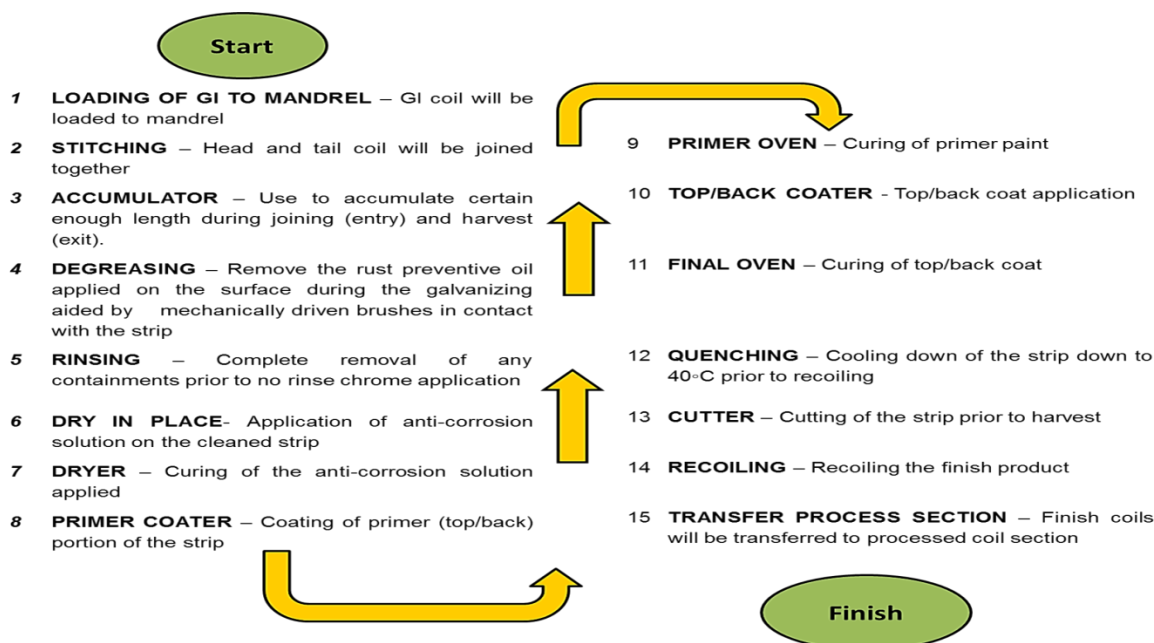 Start
1 LOADING OF GI TO MANDREL – GI coil will be
loaded to mandrel
2 STITCHING – Head and tail coil will be joined
together
3 ACCUMULATOR – Use to accumulate certain
enough length during joining (entry) and harvest
(exit).
4 DEGREASING – Remove the rust preventive oil
applied on the surface during the galvanizing
aided by mechanically driven brushes in contact
with the strip
5 RINSING – Complete removal of any
containments prior to no rinse chrome application
6 DRY IN PLACE- Application of anti-corrosion
solution on the cleaned strip
7 DRYER – Curing of the anti-corrosion solution
applied
8 PRIMER COATER – Coating of primer (top/back)
portion of the strip
9 PRIMER OVEN – Curing of primer paint
10 TOP/BACK COATER - Top/back coat application
11 FINAL OVEN – Curing of top/back coat
12 QUENCHING – Cooling down of the strip down to
40◦C prior to recoiling
13 CUTTER – Cutting of the strip prior to harvest
14 RECOILING – Recoiling the finish product
15 TRANSFER PROCESS SECTION – Finish coils
will be transferred to processed coil section
Finish